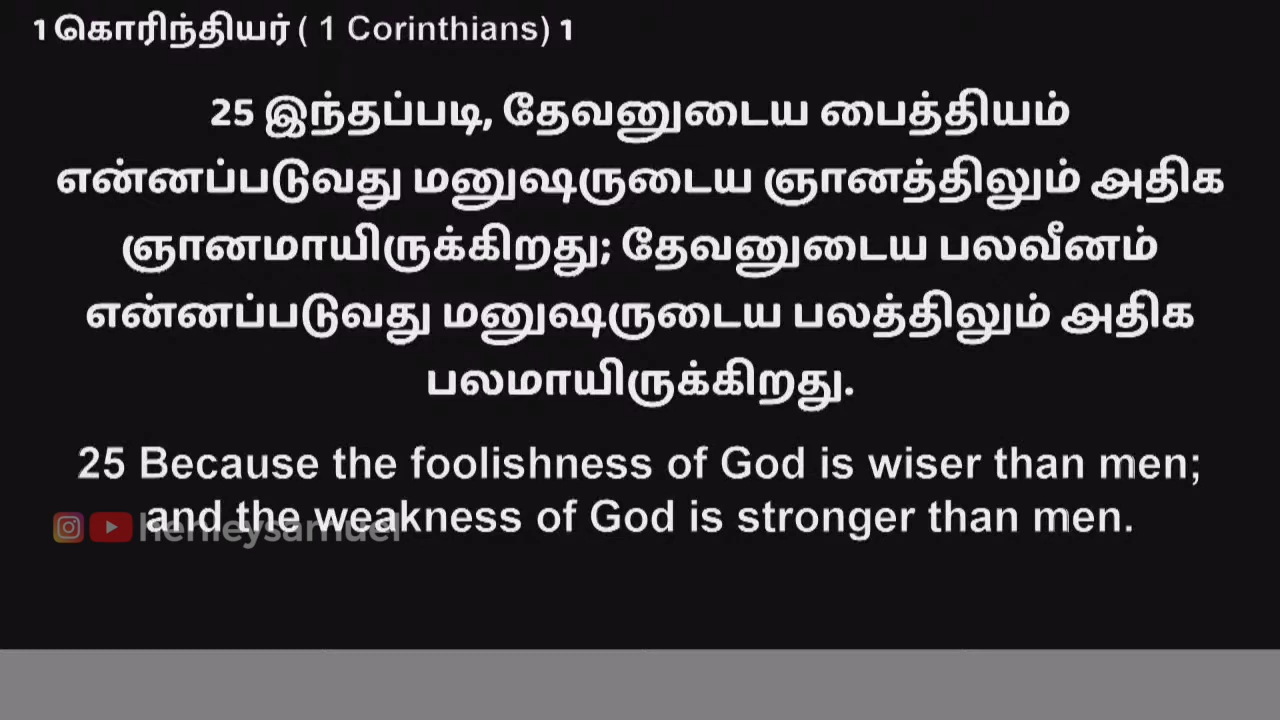 1 கொரிந்தியர் ( 1 Corinthians) 1
25 இந்தப்படி, தேவனுடைய பைத்தியம்
என்னப்படுவது மனுஷருடைய ஞானத்திலும் அதிக
ஞானமாயிருக்கிறது; தேவனுடைய பலவீனம்
என்னப்படுவது மனுஷருடைய பலத்திலும் அதிக
பலமாயிருக்கிறது.
25 Because the foolishness of God is wiser than men;
and the weakness of God is stronger than men.
henleysamuel